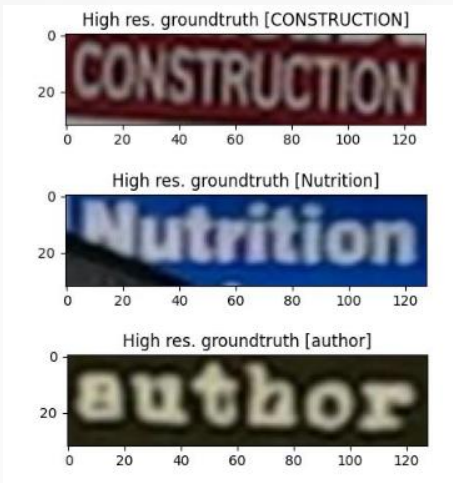 High res. groundtruth [CONSTRUCTION]
0
CONSTRUCTION
20
0 20 40 60 80 100 120
High res. groundtruth [Nutrition]
0
Nutrition
20
0 20 40 60 80 100 120
High res. groundtruth [author]
0
author
20
0 20 40 60 80 100 120